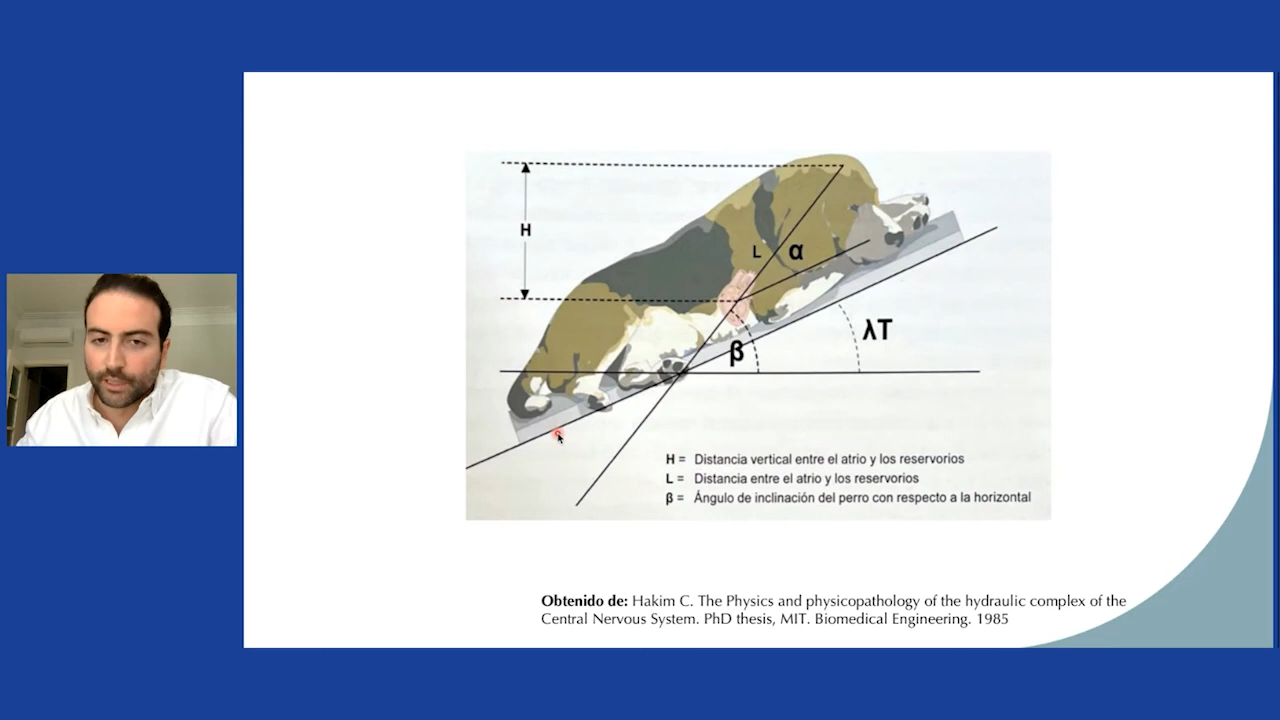 H
L
α
β
λT
H = Distancia vertical entre el atrio y los reservorios
L = Distancia entre el atrio y los reservorios
β = Ángulo de inclinación del perro con respecto a la horizontal
Obtenido de: Hakim C. The Physics and physicopathology of the hydraulic complex of the
Central Nervous System. PhD thesis, MIT. Biomedical Engineering. 1985